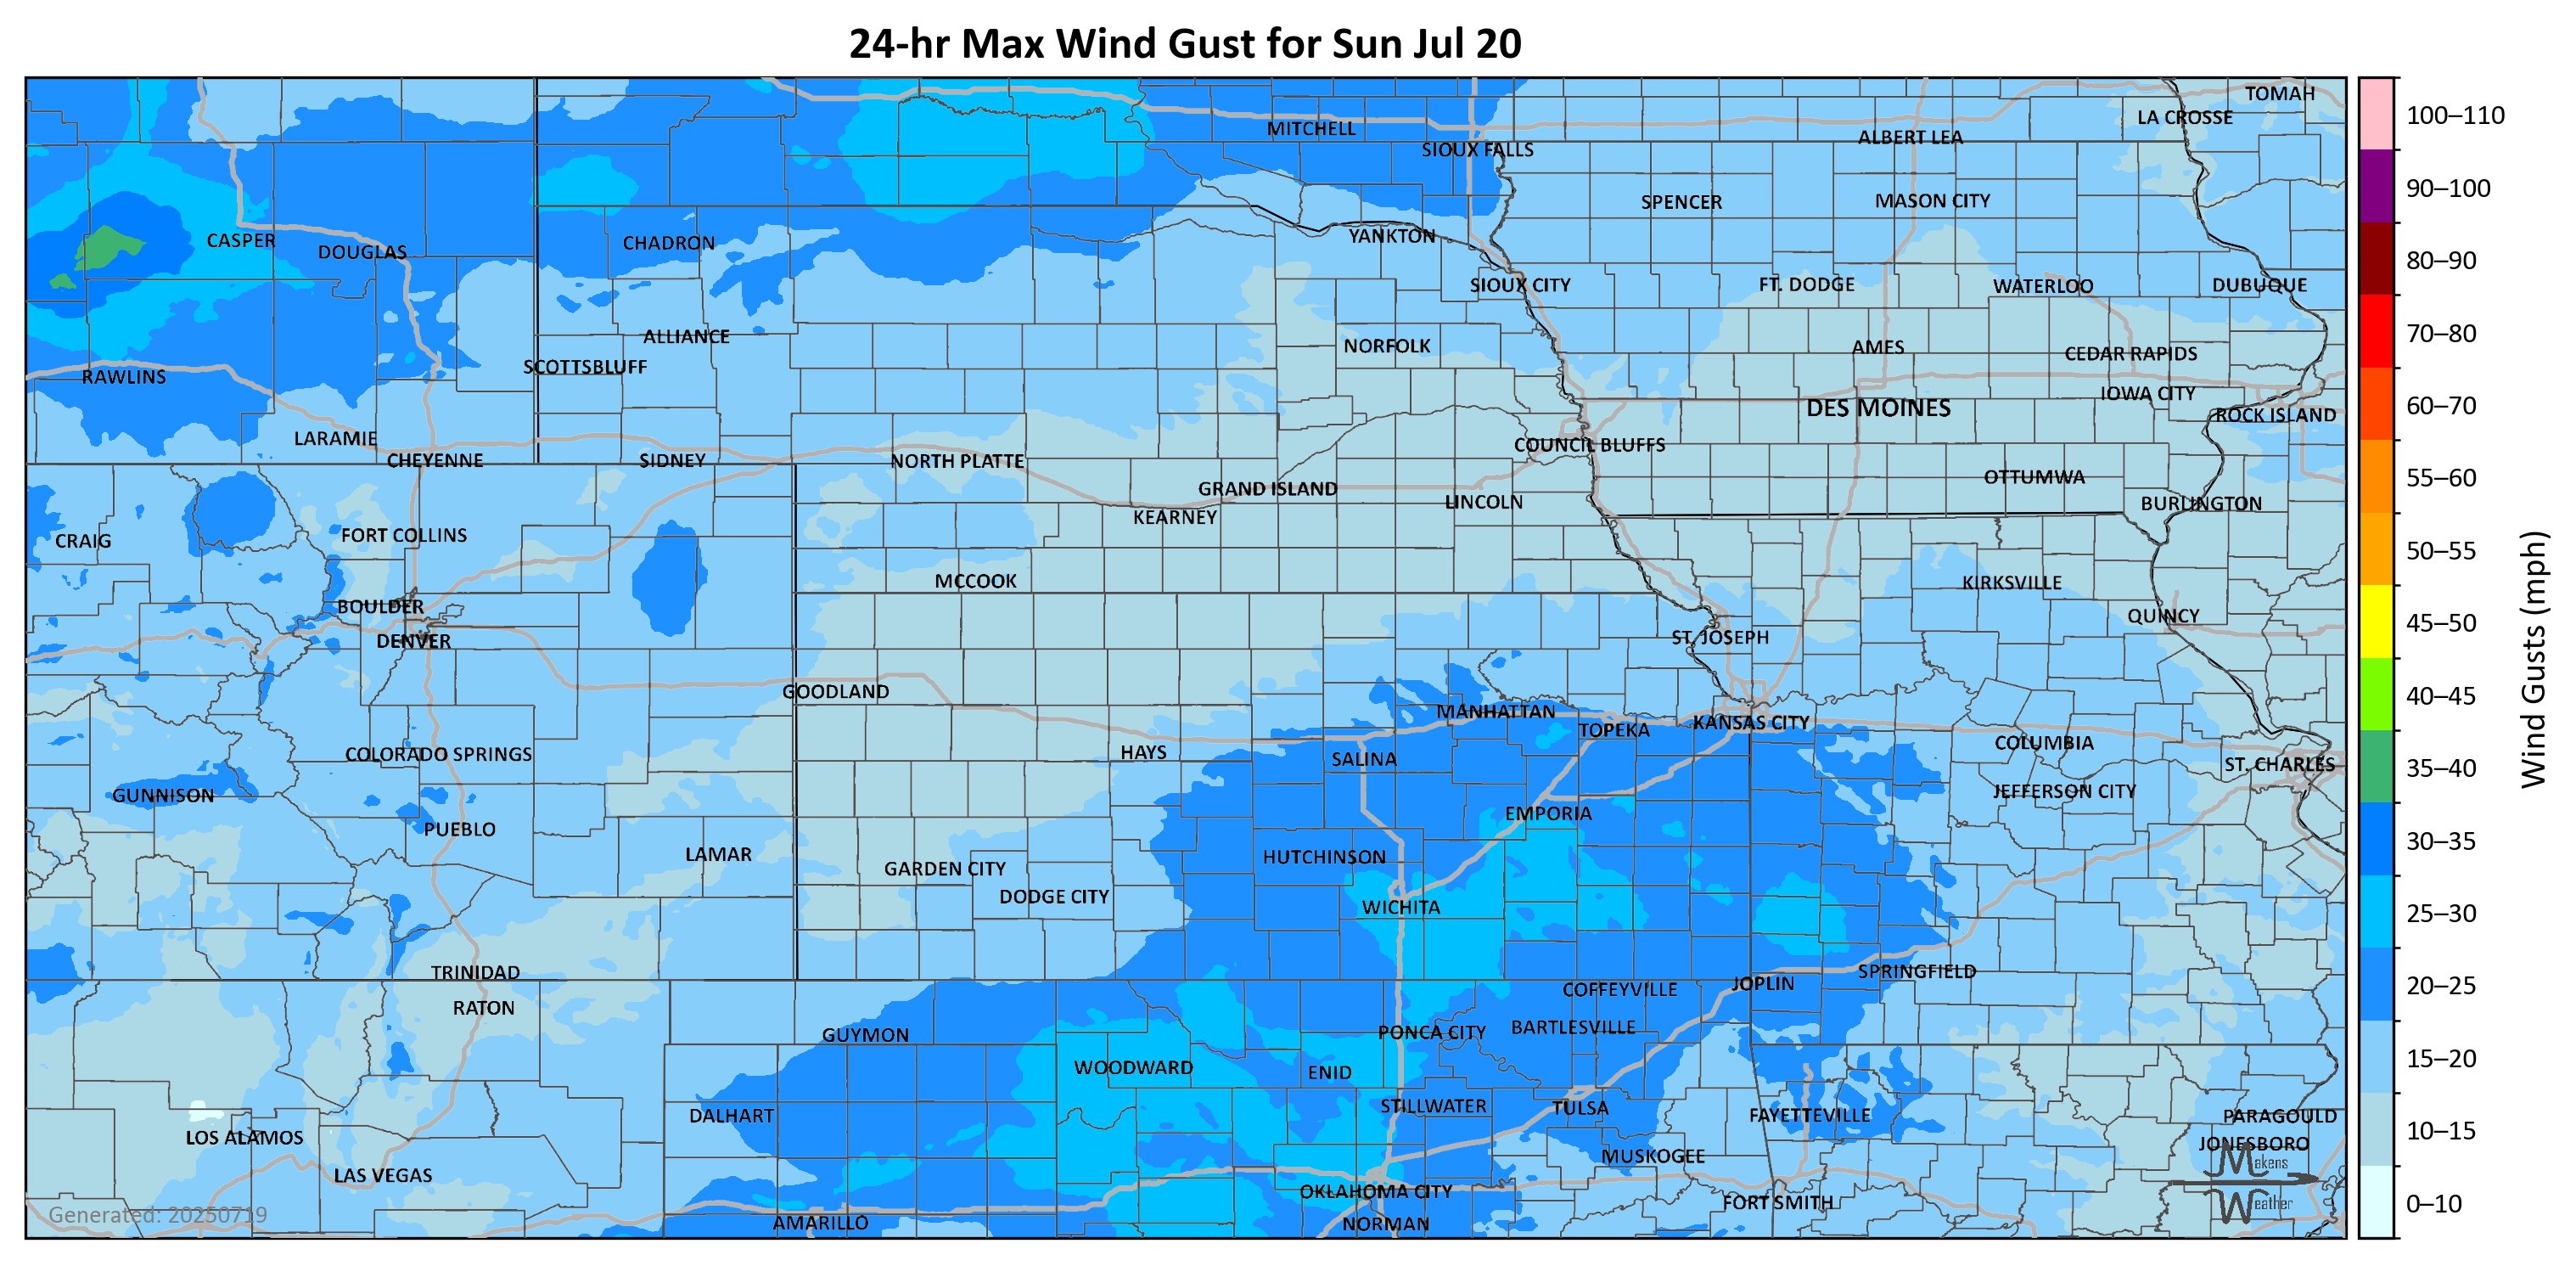 24-hr Max Wind Gust for Sun Jul 20
TOMAH
LA CROSSE
MITCHELL
ALBERT LEA
SIOUX FALLS
SPENCER
MASON CITY
YANKTON
CASPER
CHADRON
DOUGLAS
SIOUX CITY
FT. DODGE
WATERLOO
DUBUQUE
ALLIANCE
NORFOLK
AMES
CEDAR RAPIDS
SCOTTSBLUFF
RAWLINS
IOWA CITY
DES MOINES
ROCK ISLAND
LARAMIE
COUNCIL BLUFFS
CHEYENNE
SIDNEY
NORTH PLATTE
OTTUMWA
GRAND ISLAND
LINCOLN
BURLINGTON
KEARNEY
FORT COLLINS
CRAIG
MCCOOK
KIRKSVILLE
BOULDER
QUINCY
DENVER
ST. JOSEPH
GOODLAND
MANHATTAN
TOPEKA
KANSAS CITY
COLUMBIA
COLORADO SPRINGS
HAYS
SALINA
ST. CHARLES
GUNNISON
JEFFERSON CITY
EMPORIA
PUEBLO
LAMAR
HUTCHINSON
GARDEN CITY
DODGE CITY
WICHITA
TRINIDAD
SPRINGFIELD
JOPLIN
COFFEYVILLE
RATON
GUYMON
PONCA CITY
BARTLESVILLE
WOODWARD
ENID
STILLWATER
TULSA
DALHART
FAYETTEVILLE
PARAGOULD
LOS ALAMOS
JONESBORO
MUSKOGEE
LAS VEGAS
OKLAHOMA CITY
FORT SMITH
AMARILLO
NORMAN
Generated: 20250719
Makens
Weather
100–110
90–100
80–90
70–80
60–70
55–60
50–55
45–50
40–45
35–40
30–35
25–30
20–25
15–20
10–15
0–10
Wind Gusts (mph)